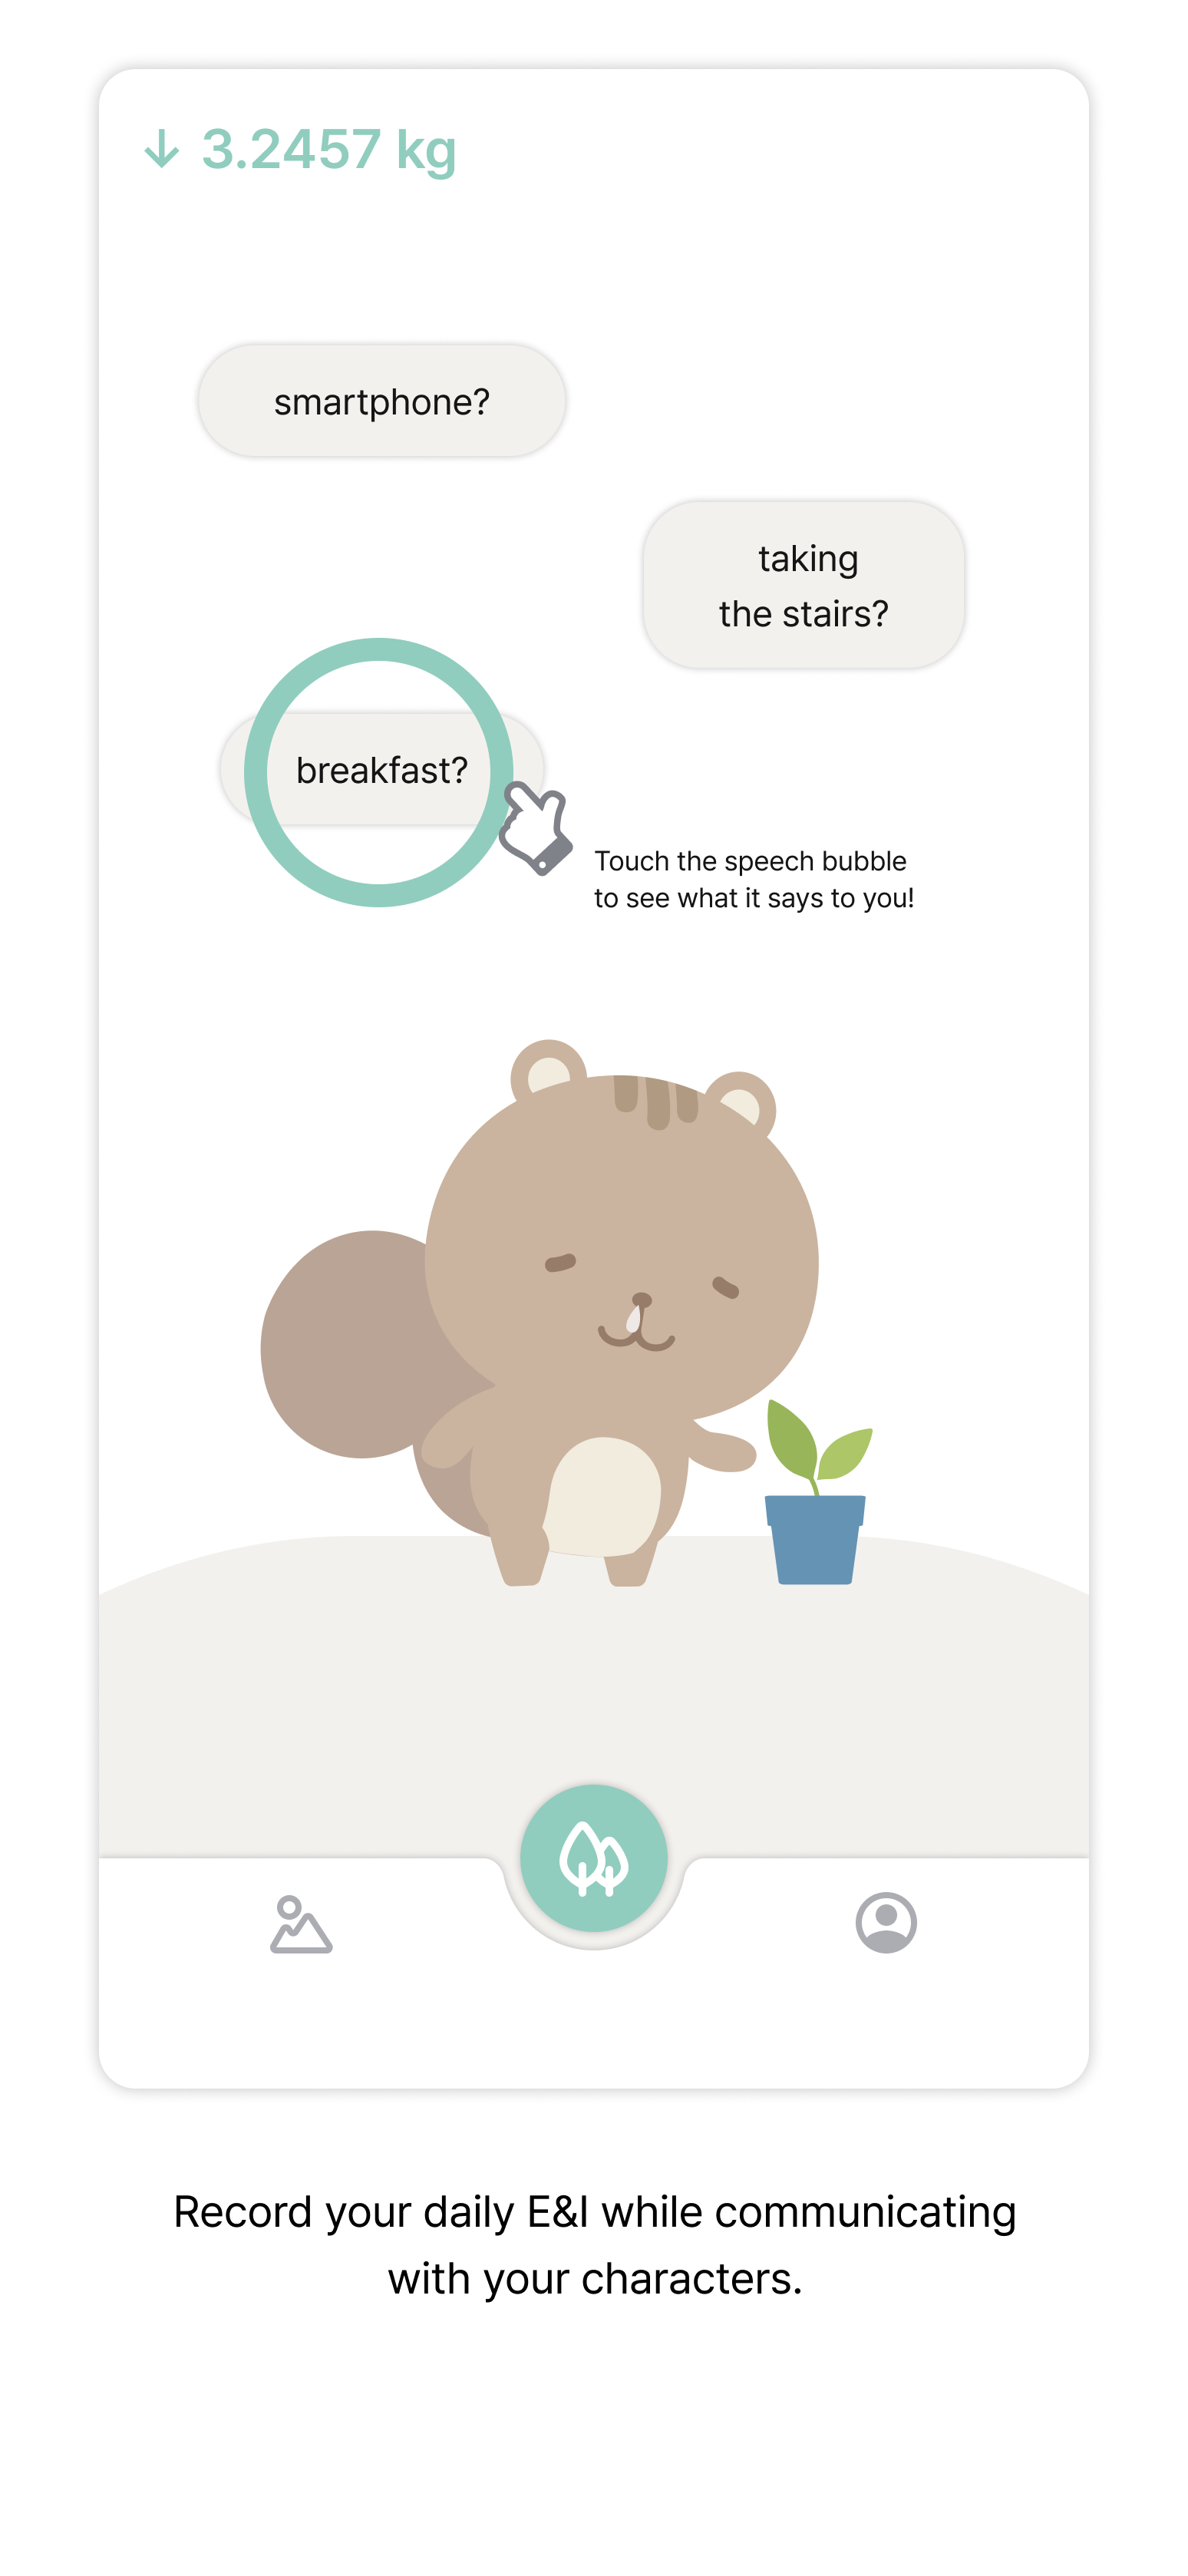 ↓ 3.2457 kg
smartphone?
taking
the stairs?
breakfast?
Touch the speech bubble
to see what it says to you!
Record your daily E&I while communicating
with your characters.